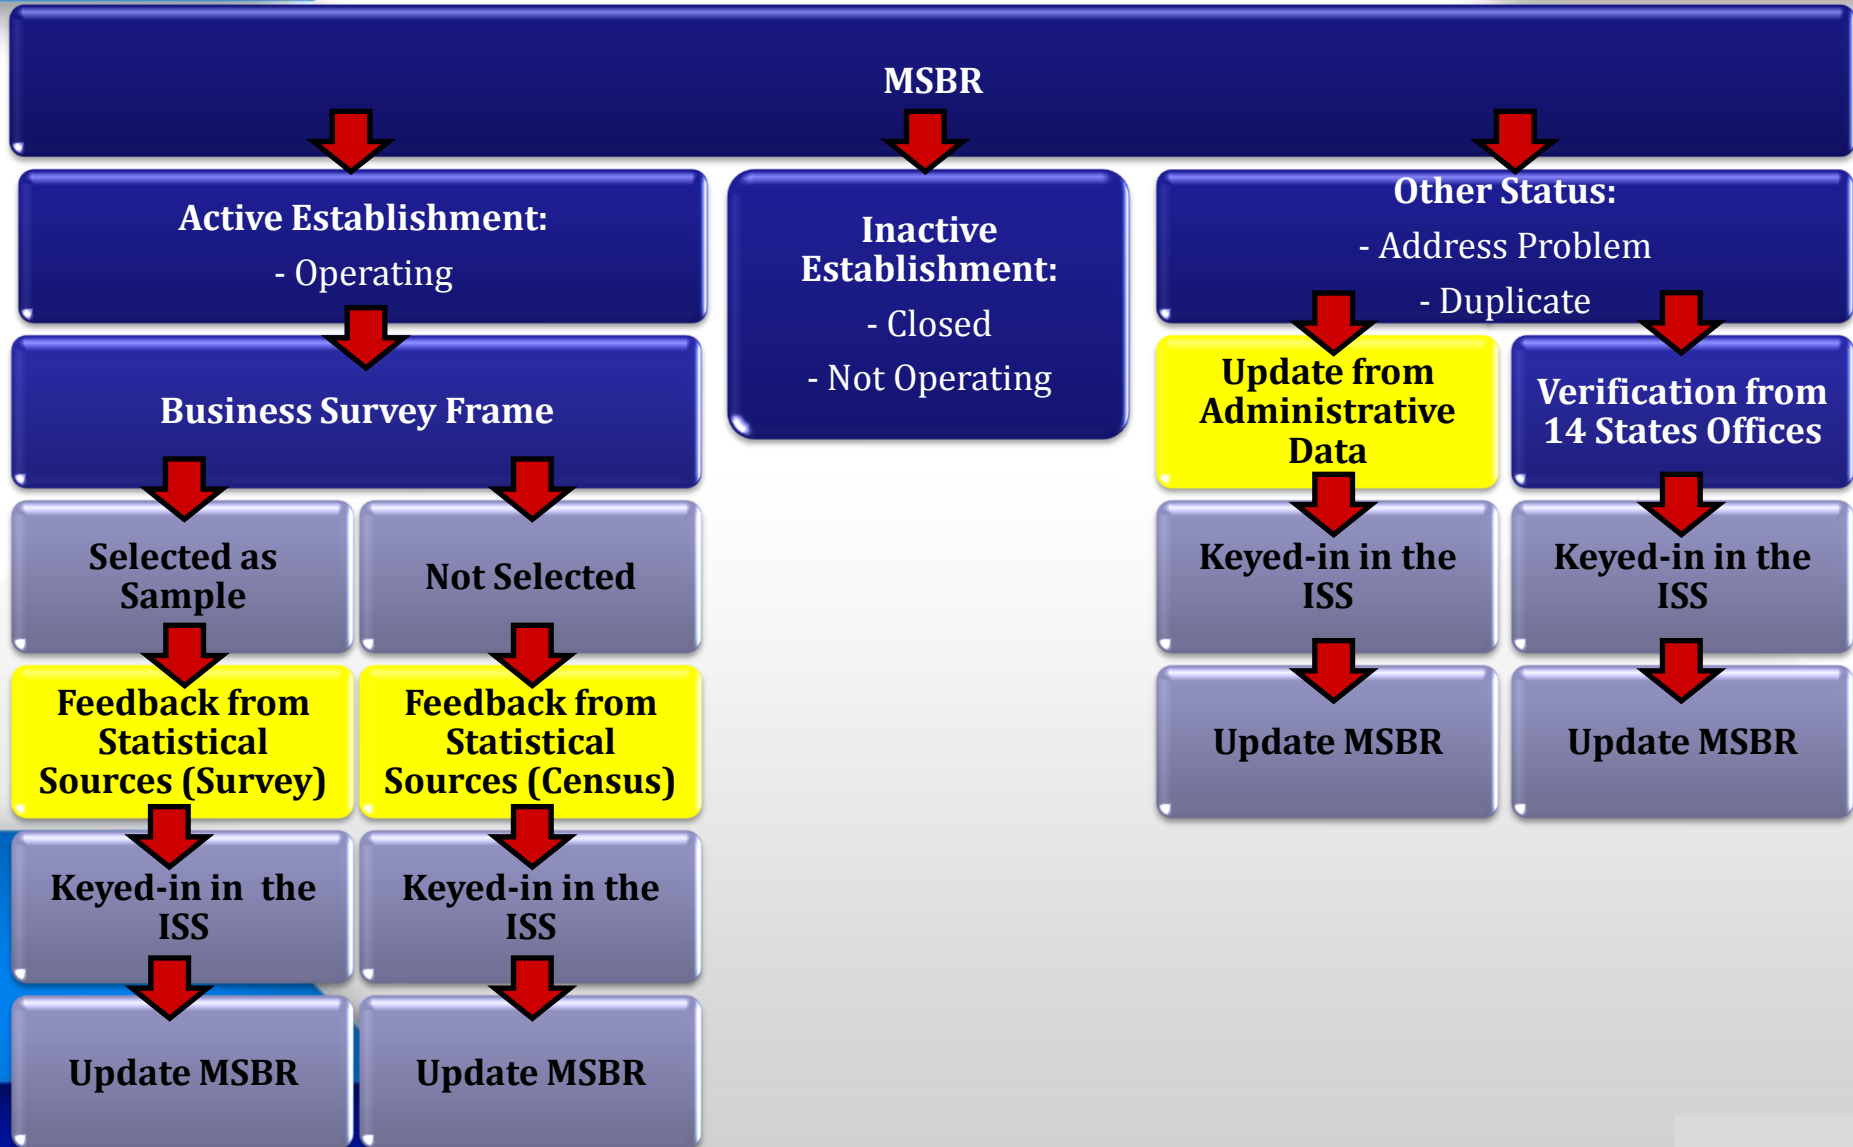 MSBR
Active Establishment:
- Operating
Inactive
Establishment:
- Closed
- Not Operating
Other Status:
- Address Problem
- Duplicate
Business Survey Frame
Update from
Administrative
Data
Verification from
14 States Offices
Selected as
Sample
Not Selected
Keyed-in in the
ISS
Keyed-in in the
ISS
Feedback from
Statistical
Sources (Survey)
Feedback from
Statistical
Sources (Census)
Update MSBR
Update MSBR
Keyed-in in  the
ISS
Keyed-in in the
ISS
Update MSBR
Update MSBR